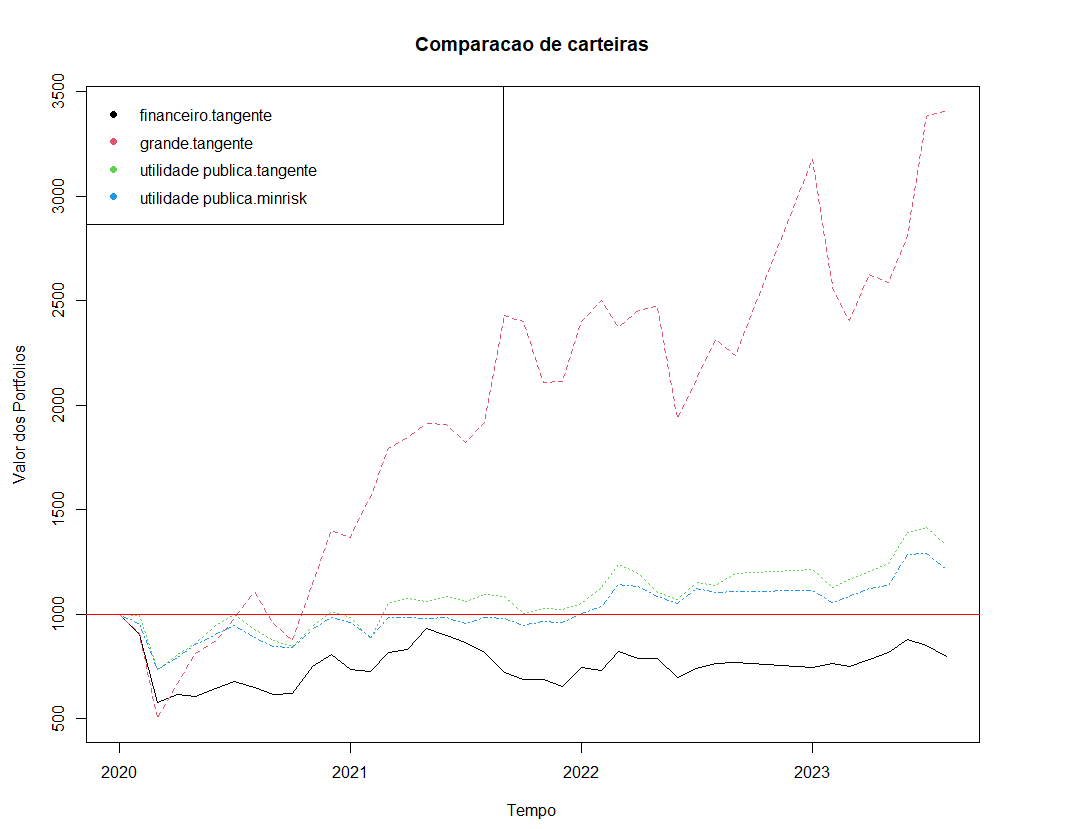 Comparacao de carteiras
financeiro.tangente
grande.tangente
utilidade publica.tangente
utilidade publica.minrisk
3500
3000
2500
2000
1500
1000
500
Valor dos Portfolios
2020 2021 2022 2023
Tempo